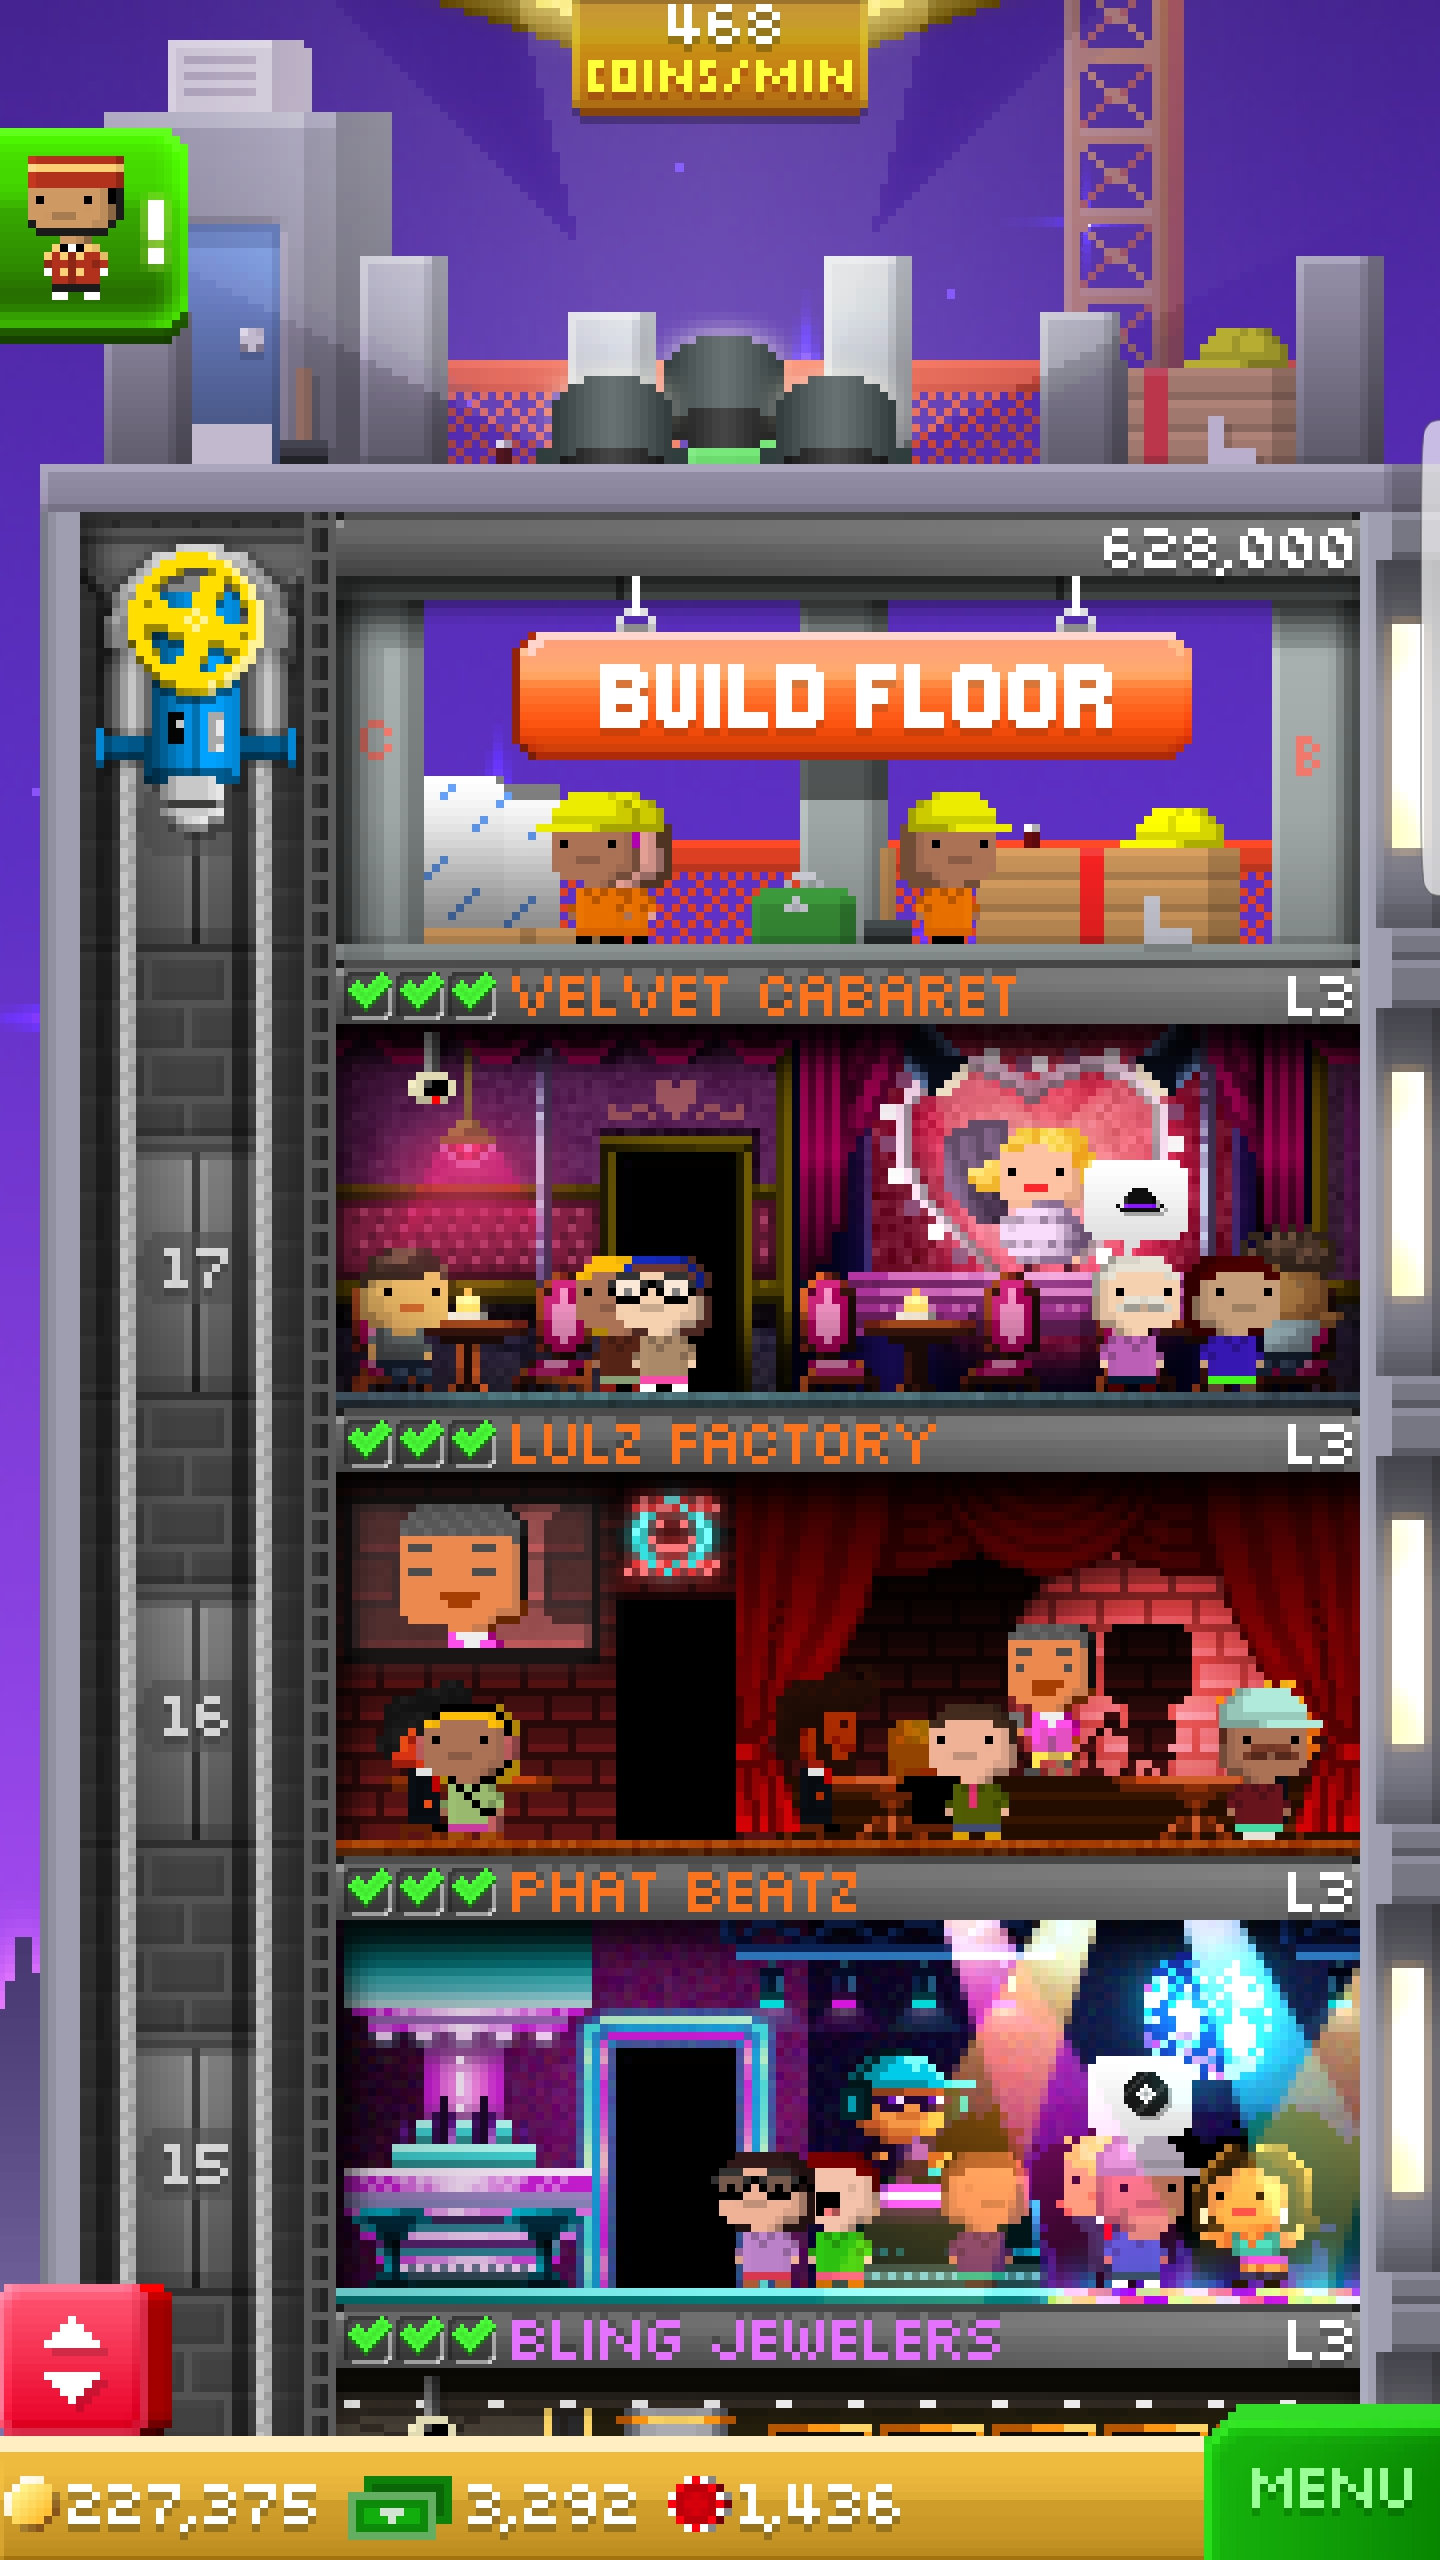 468
COINS/MIN
!
628,000
BUILD FLOOR
C
B
VELVET CABARET L3
17
LULZ FACTORY L3
16
PHAT BEATZ L3
15
BLING JEWELERS L3
227,375 3,292 1,436
MENU